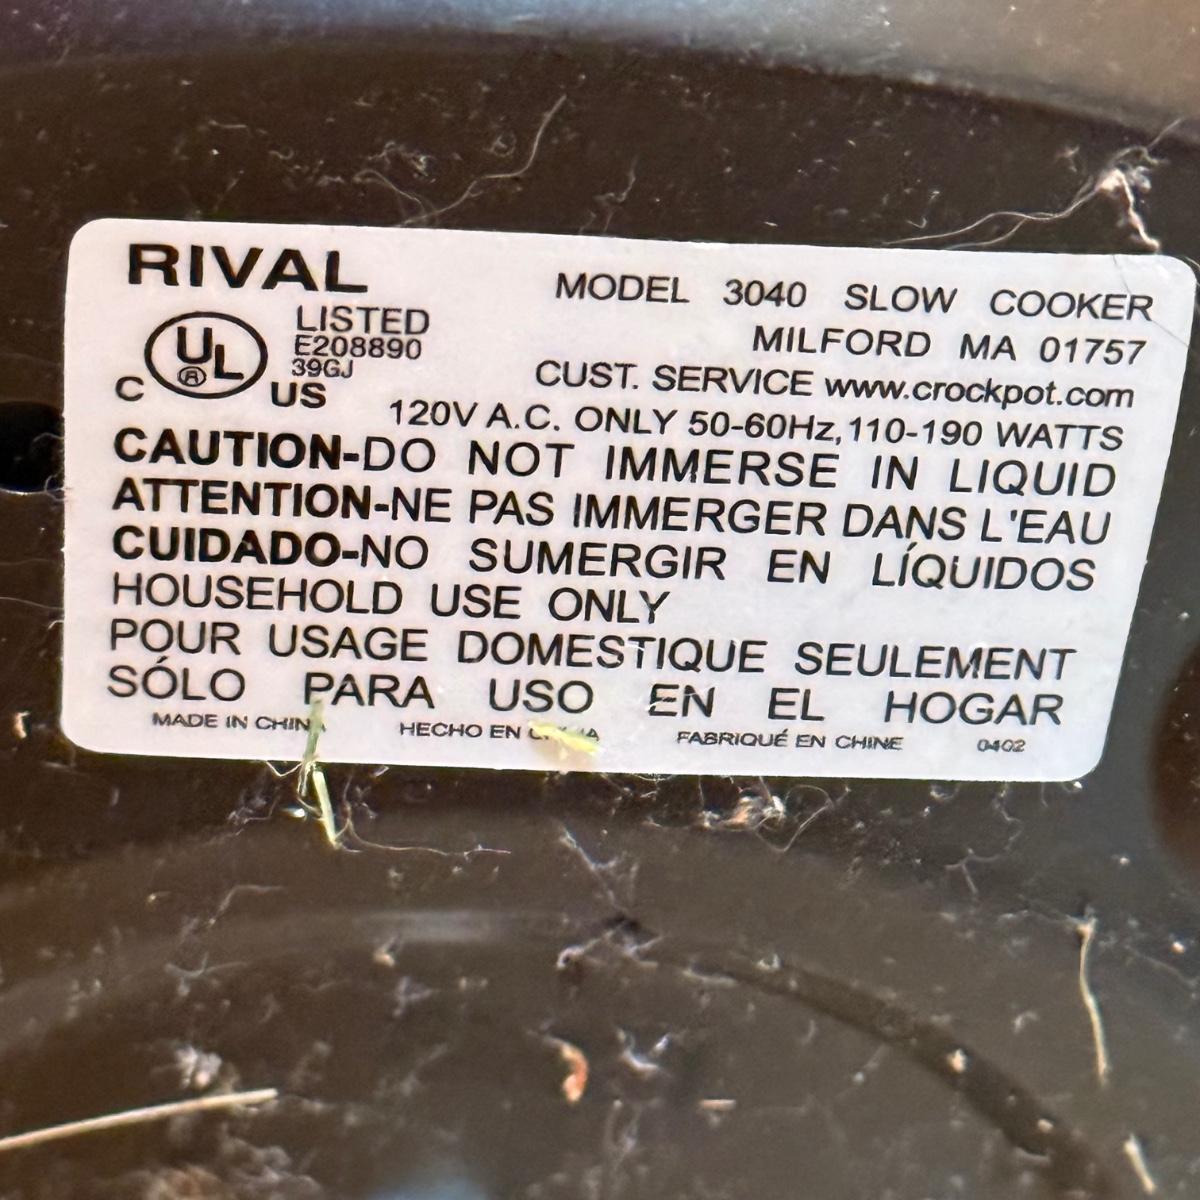 RIVAL
MODEL 3040 SLOW COOKER
LISTED
E208890
39GJ
UL
®
C US
MILFORD MA 01757
CUST. SERVICE www.crockpot.com
120V A.C. ONLY 50-60Hz, 110-190 WATTS
CAUTION-DO NOT IMMERSE IN LIQUID
ATTENTION-NE PAS IMMERGER DANS L'EAU
CUIDADO-NO SUMERGIR EN LÍQUIDOS
HOUSEHOLD USE ONLY
POUR USAGE DOMESTIQUE SEULEMENT
SÓLO PARA USO EN EL HOGAR
MADE IN CHINA HECHO EN FABRIQUÉ EN CHINE 0402